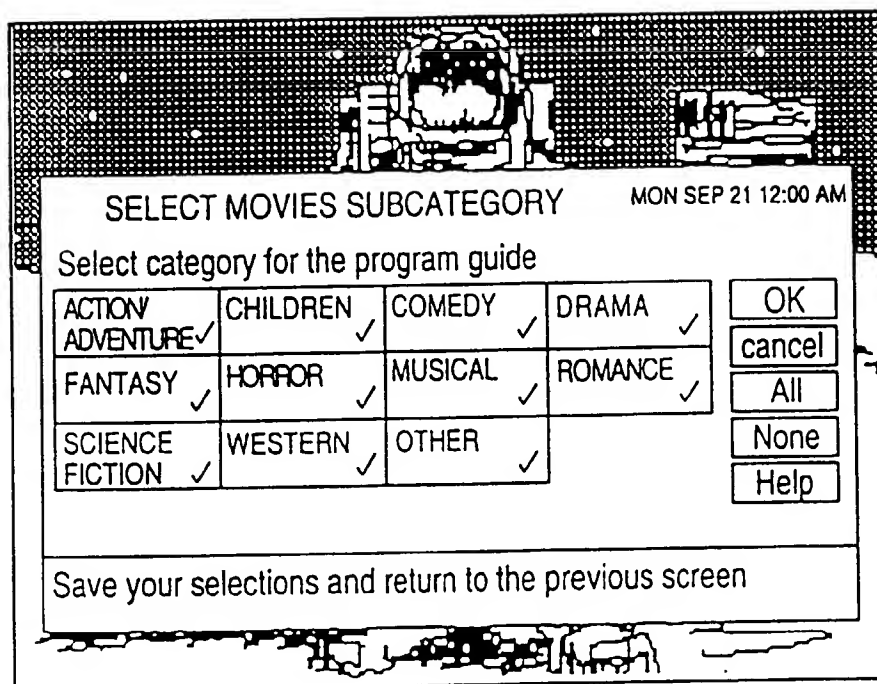 SELECT MOVIES SUBCATEGORY MON SEP 21 12:00 AM
Select category for the program guide
ACTION/
ADVENTURE✓
CHILDREN ✓
COMEDY ✓
DRAMA ✓
OK
cancel
FANTASY ✓
HORROR ✓
MUSICAL ✓
ROMANCE ✓
All
SCIENCE
FICTION ✓
WESTERN ✓
OTHER ✓
None
Help
Save your selections and return to the previous screen